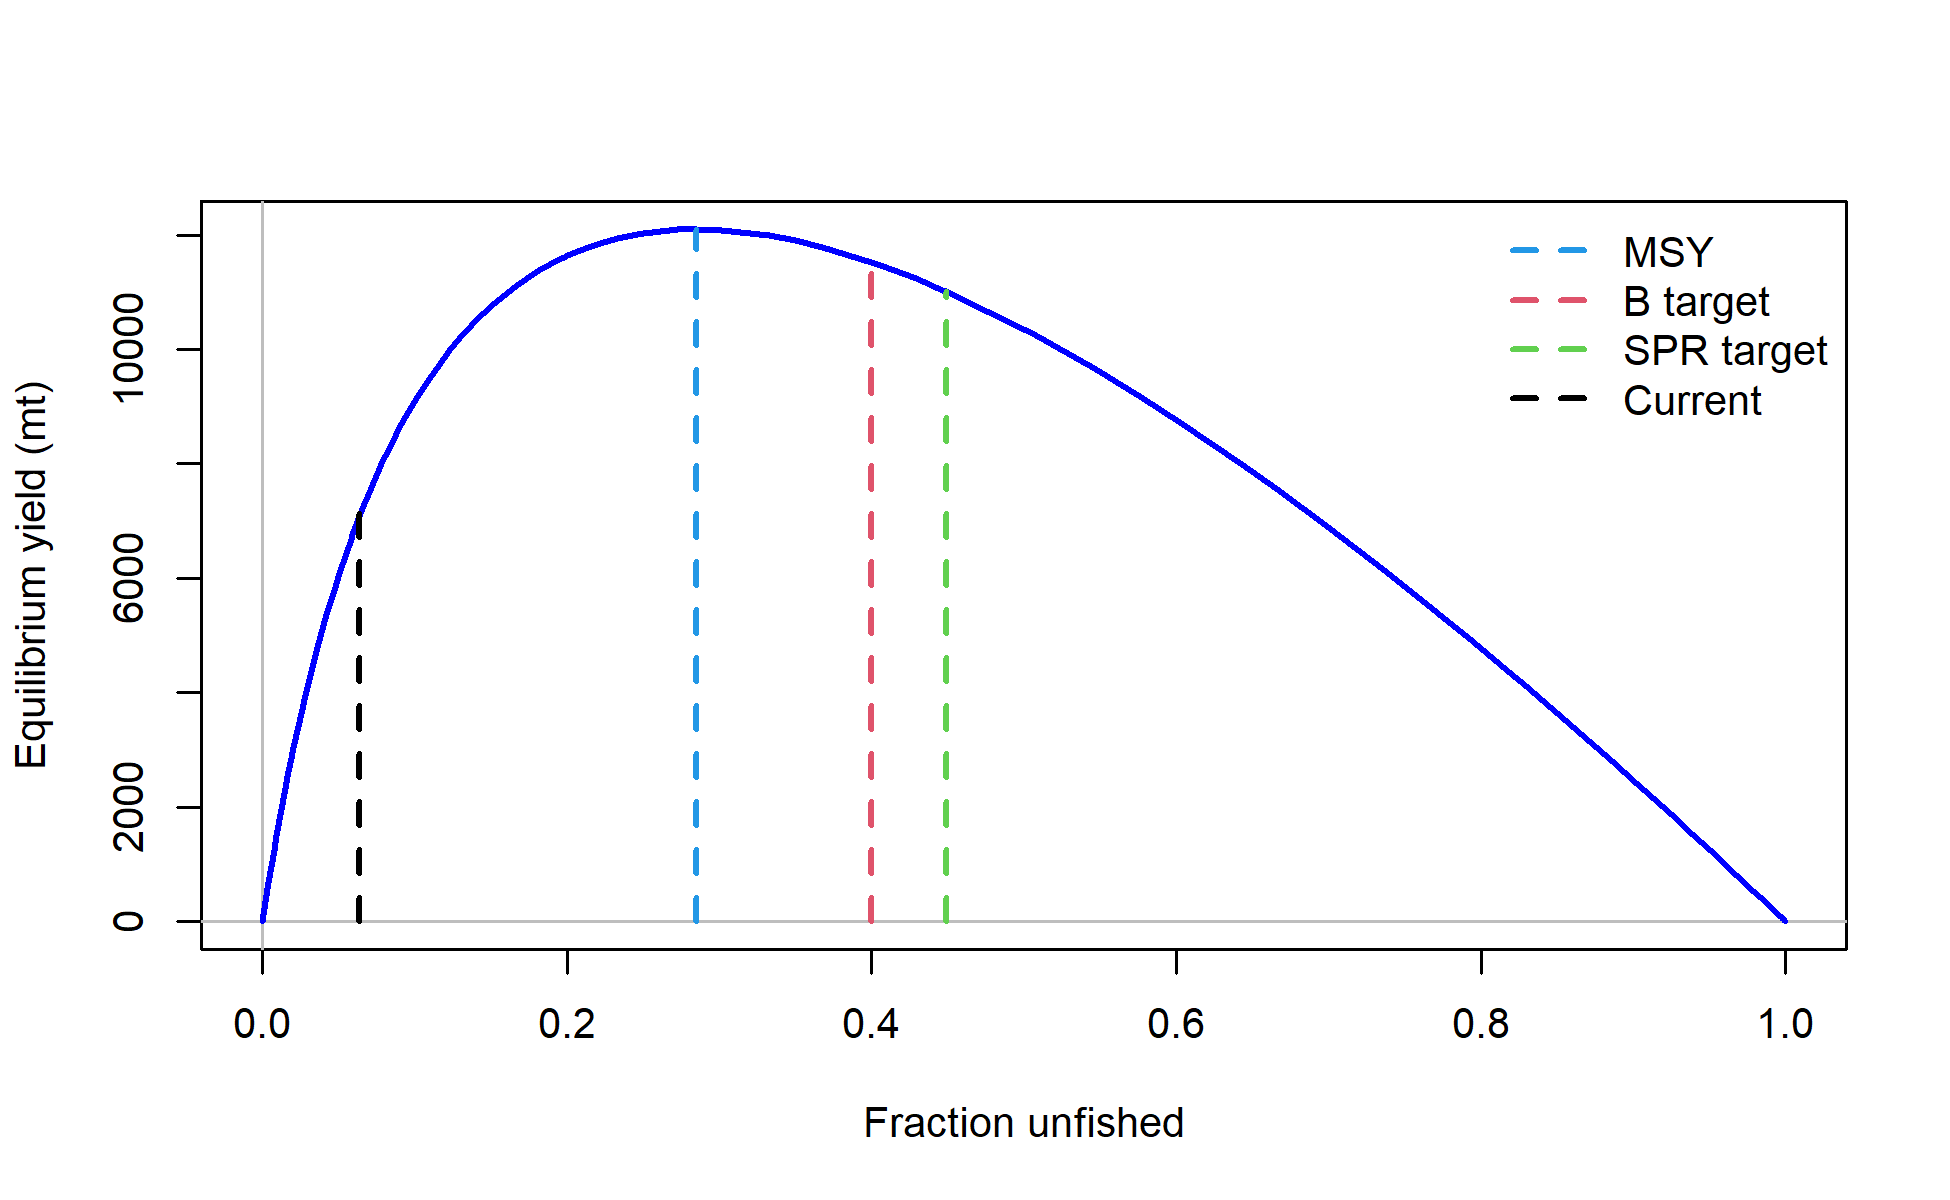 MSY
B target
SPR target
Current
Equilibrium yield (mt)
10000
6000
2000
0
0.0 0.2 0.4 0.6 0.8 1.0
Fraction unfished